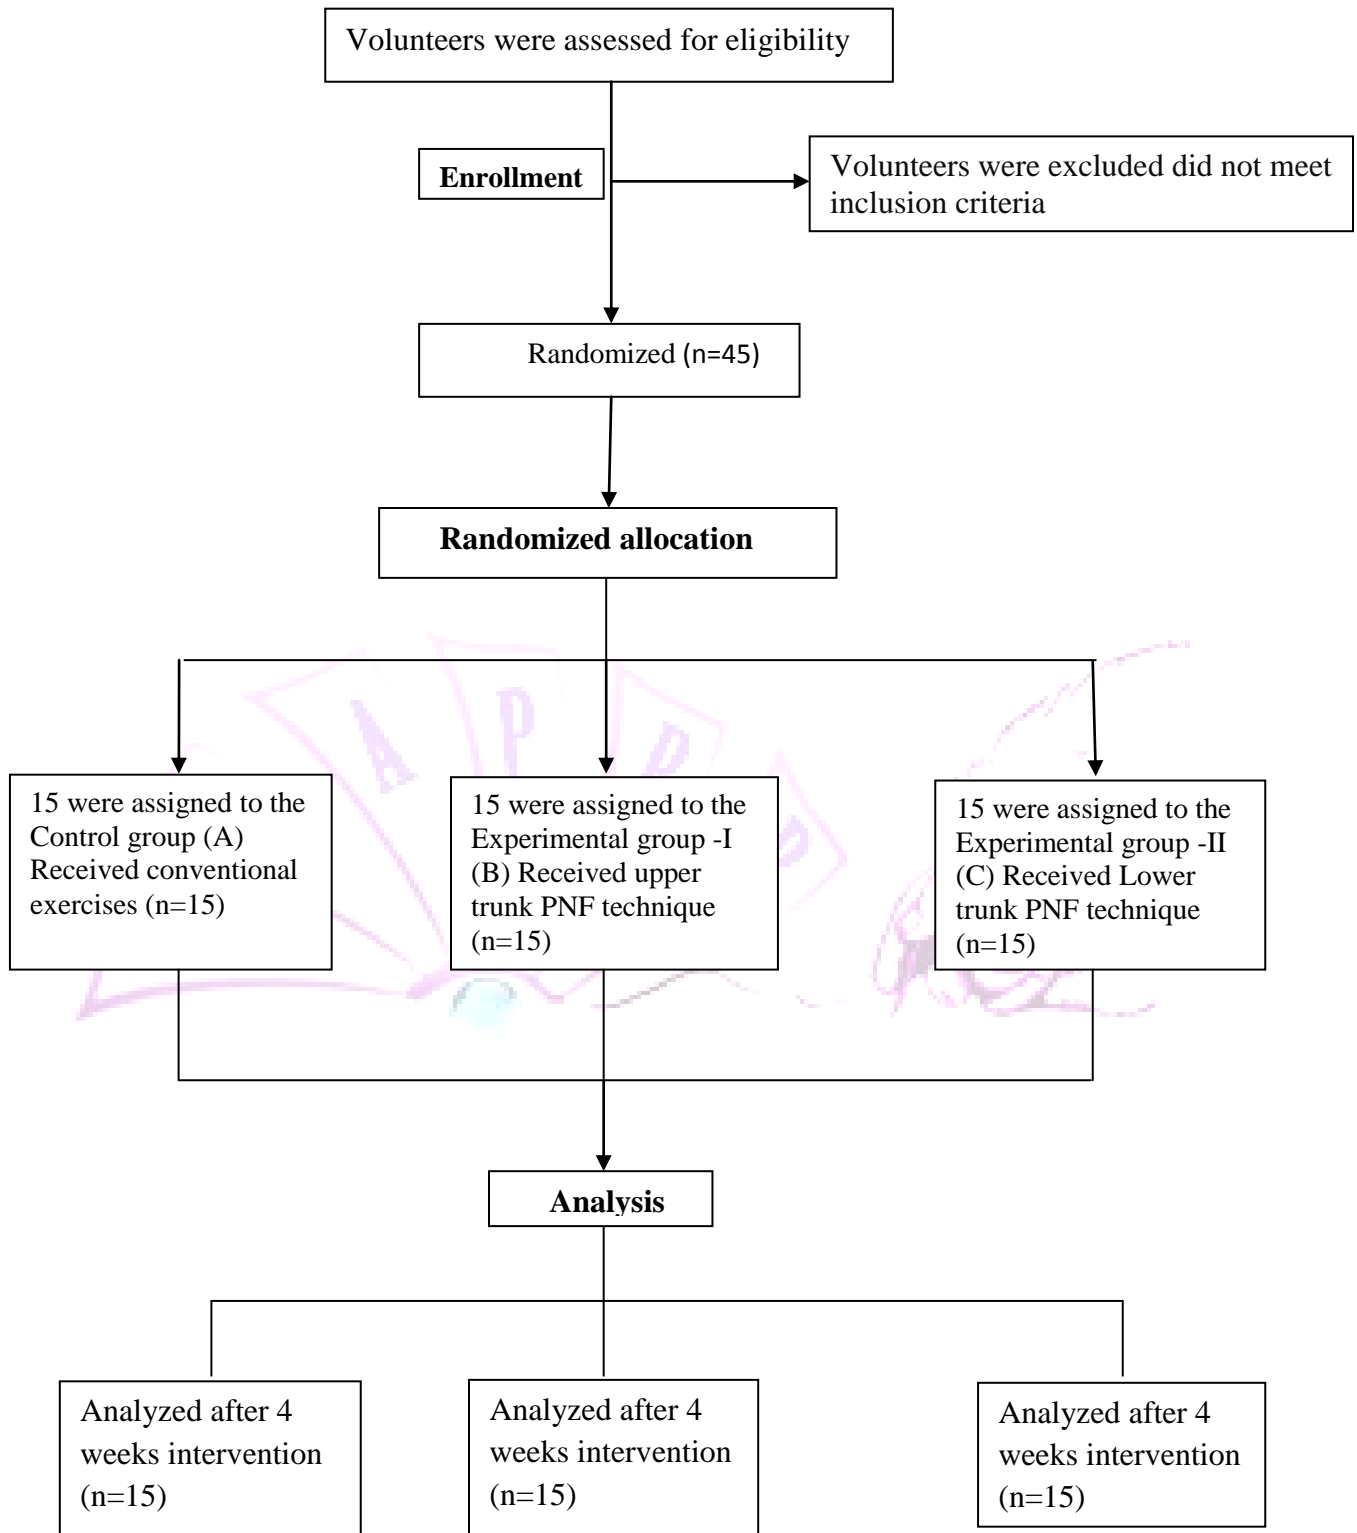 Volunteers were assessed for eligibility
Enrollment
Volunteers were excluded did not meet
inclusion criteria
Randomized (n=45)
Randomized allocation
15 were assigned to the
Control group (A)
Received conventional
exercises (n=15)
15 were assigned to the
Experimental group -I
(B) Received upper
trunk PNF technique
(n=15)
15 were assigned to the
Experimental group -II
(C) Received Lower
trunk PNF technique
(n=15)
Analysis
Analyzed after 4
weeks intervention
(n=15)
Analyzed after 4
weeks intervention
(n=15)
Analyzed after 4
weeks intervention
(n=15)